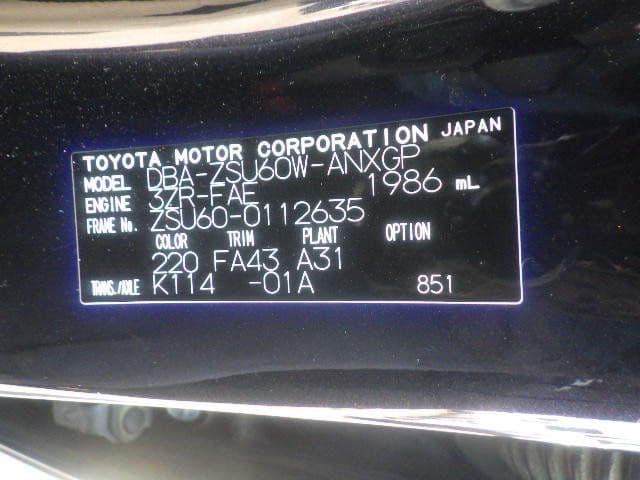 TOYOTA MOTOR CORPORATION JAPAN
MODEL DBA-ZSU60W-ANXGP
ENGINE 3ZR-FAE 1986 mL
FRAME No. ZSU60-0112635
COLOR TRIM PLANT OPTION
220 FA43 A31
TRANS./AXLE K114 -01A 851